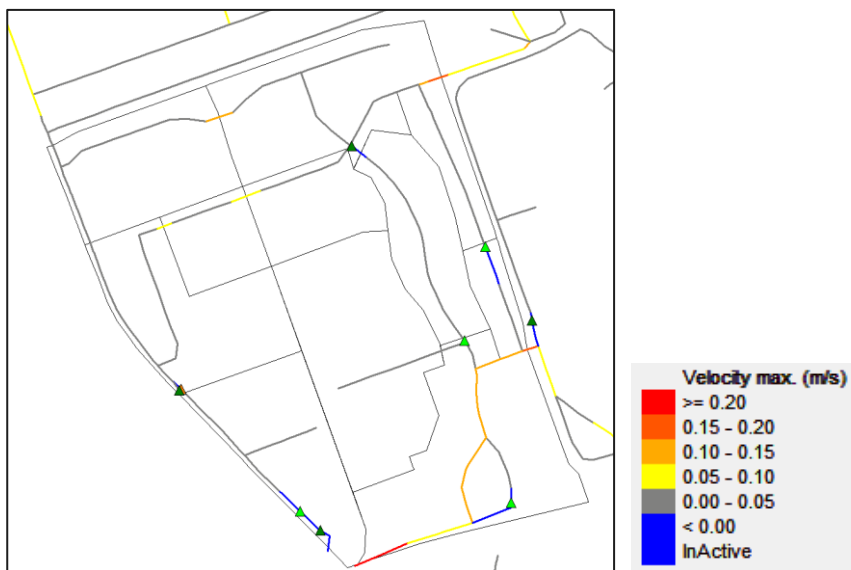 Velocity max. (m/s)
>= 0.20
0.15 - 0.20
0.10 - 0.15
0.05 - 0.10
0.00 - 0.05
< 0.00
InActive